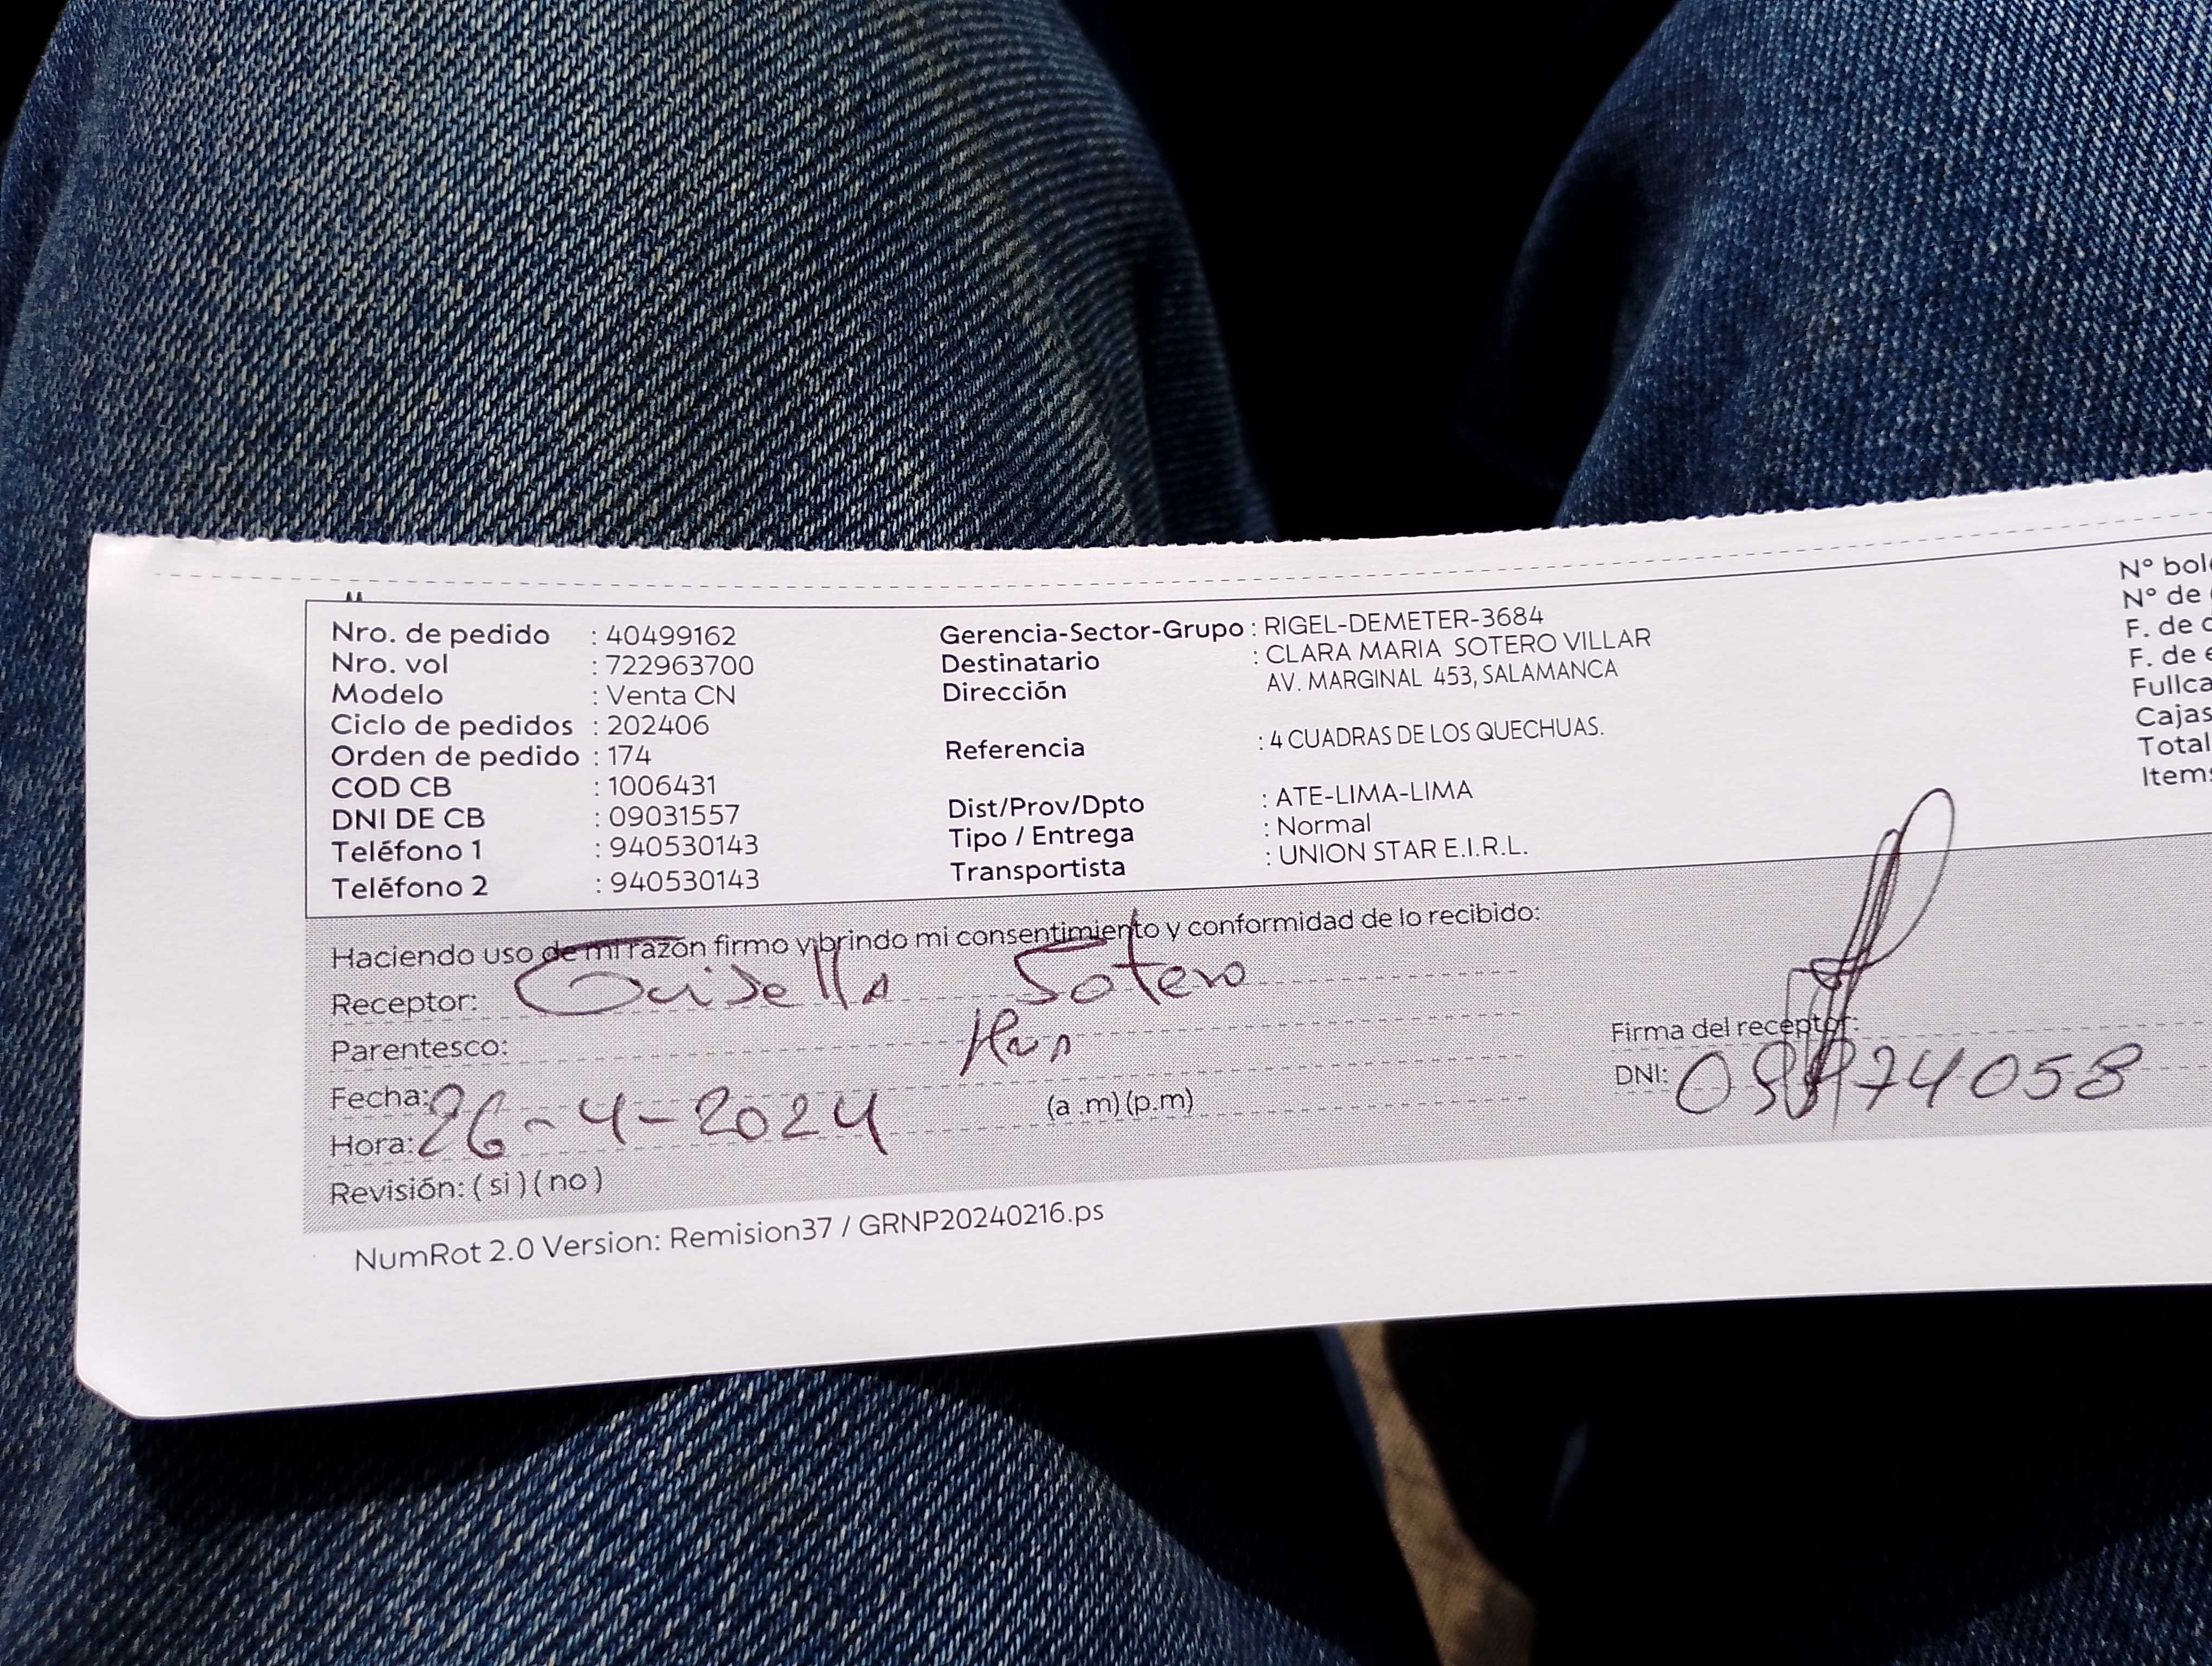 Nro. de pedido : 40499162
Nro. vol : 722963700
Modelo : Venta CN
Ciclo de pedidos : 202406
Orden de pedido : 174
COD CB : 1006431
DNI DE CB : 09031557
Teléfono 1 : 940530143
Teléfono 2 : 940530143
Gerencia-Sector-Grupo : RIGEL-DEMETER-3684
Destinatario : CLARA MARIA SOTERO VILLAR
Dirección AV. MARGINAL 453, SALAMANCA
Referencia : 4 CUADRAS DE LOS QUECHUAS.
Dist/Prov/Dpto : ATE-LIMA-LIMA
Tipo / Entrega : Normal
Transportista : UNION STAR E.I.R.L.
N° bol
N° de
F. de
F. de
Fullca
Cajas
Total
Items
Haciendo uso de mi razón firmo y brindo mi consentimiento y conformidad de lo recibido:
Receptor: Guisella Sotero
Parentesco:
Fecha: 26-4-2024
Hora: (a .m) (p.m)
Revisión: ( si ) ( no )
Firma del receptor:
DNI:
NumRot 2.0 Version: Remision37 / GRNP20240216.ps